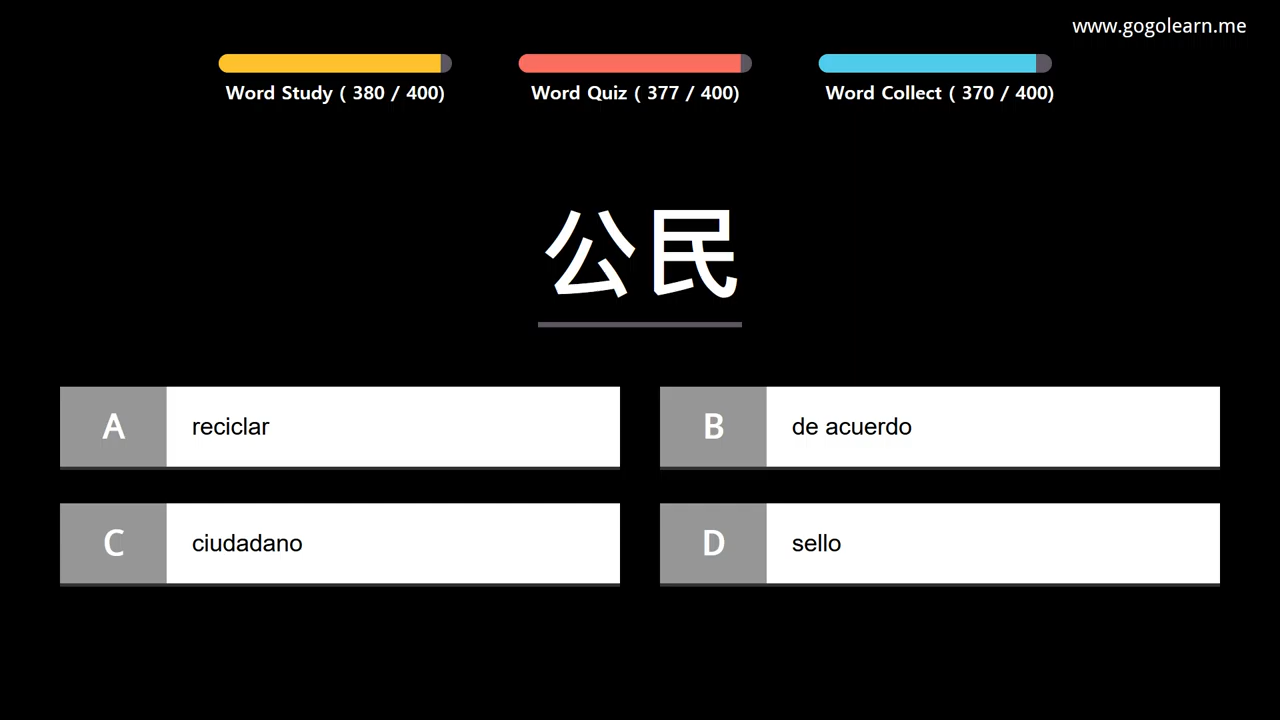 www.gogolearn.me
Word Study ( 380 / 400)
Word Quiz ( 377 / 400)
Word Collect ( 370 / 400)
公民
A reciclar
B de acuerdo
C ciudadano
D sello